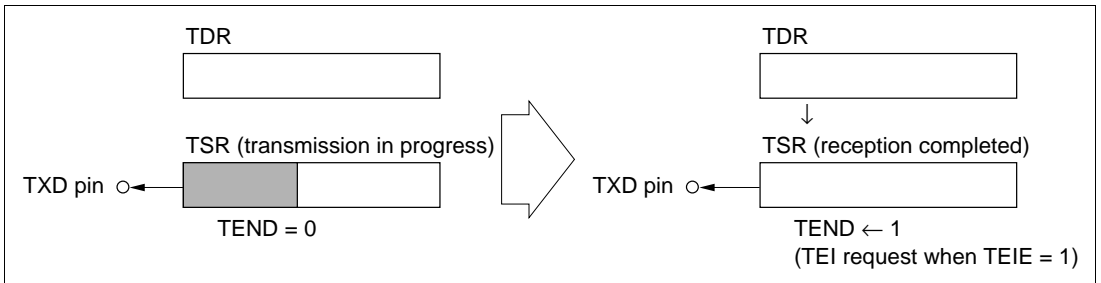 TDR
TSR (transmission in progress)
TXD pin
TEND = 0
TDR
↓
TSR (reception completed)
TXD pin
TEND ← 1
(TEI request when TEIE = 1)